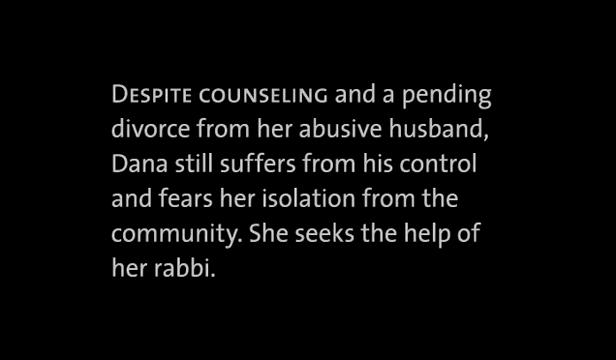 DESPITE COUNSELING and a pending
divorce from her abusive husband,
Dana still suffers from his control
and fears her isolation from the
community. She seeks the help of
her rabbi.